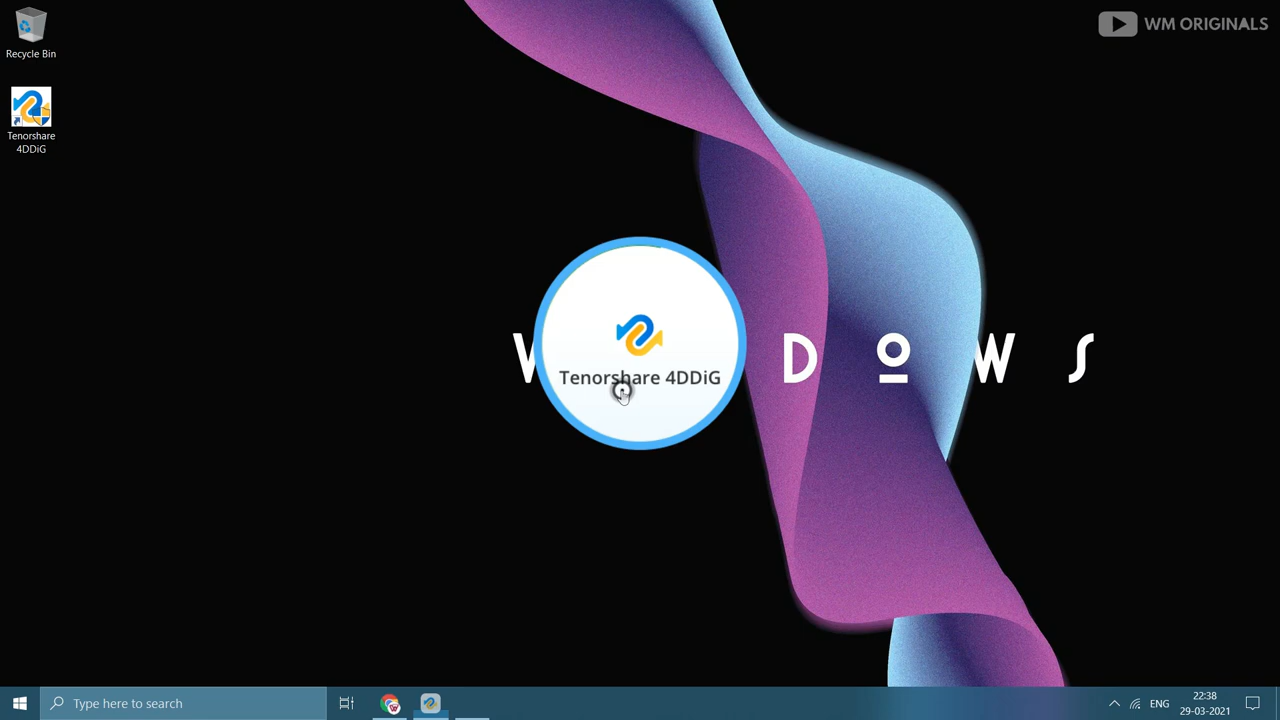 WM ORIGINALS
Recycle Bin
Tenorshare
4DDiG
W D O W S
Tenorshare 4DDiG
Type here to search
ENG
22:38
29-03-2021